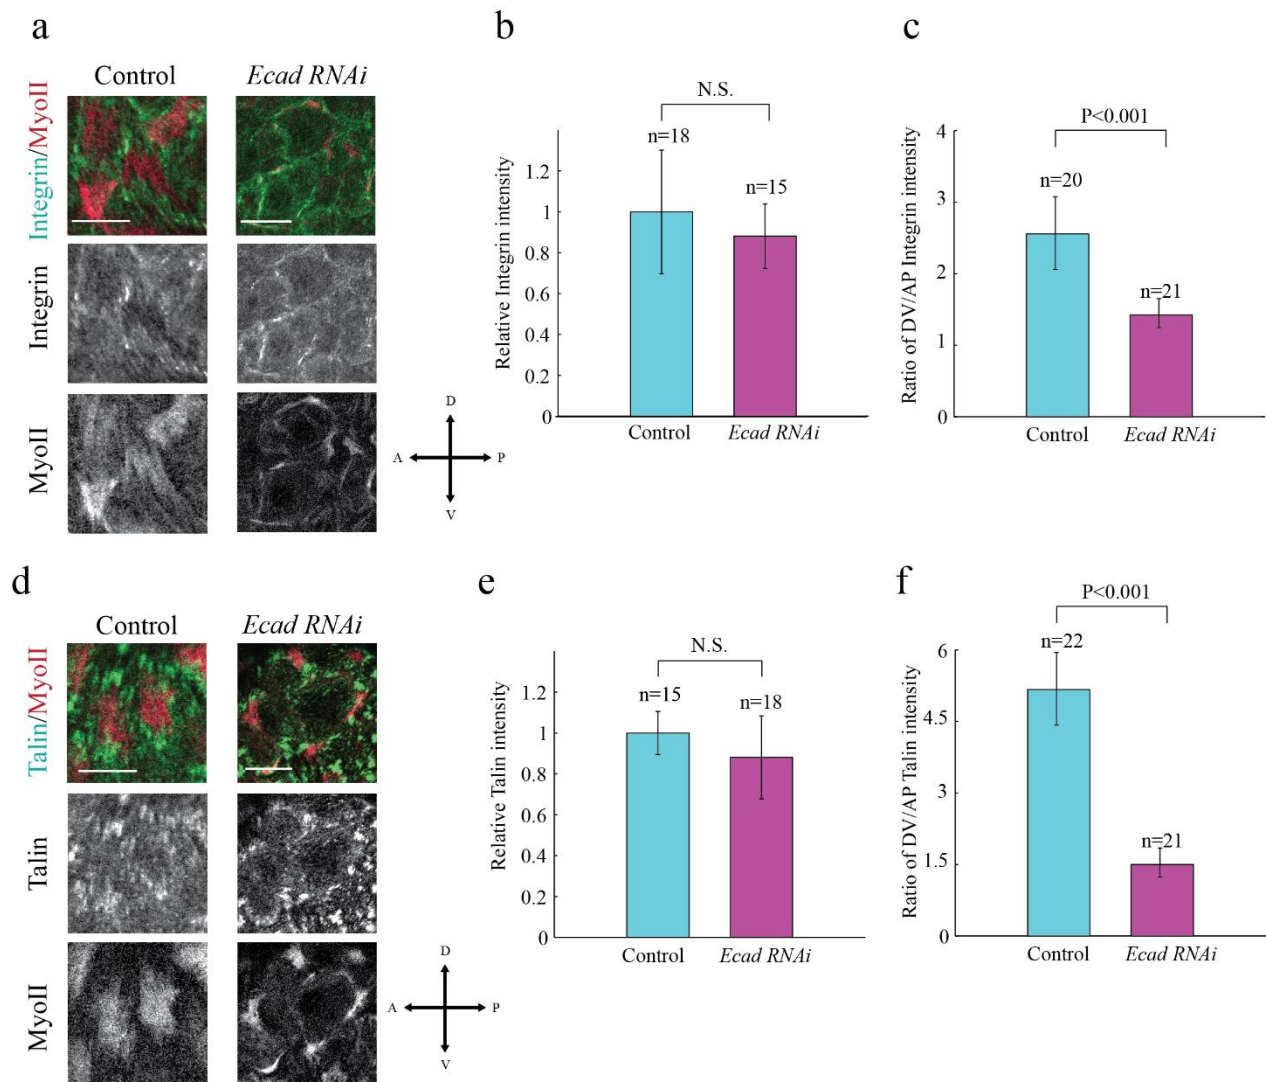 a
Control
Ecad RNAi
Integrin/MyoII
Integrin
MyoII
D
A
P
V
b
N.S.
n=18
n=15
Relative Integrin intensity
1.2
1
0.8
0.6
0.4
0.2
0
Control
Ecad RNAi
c
P<0.001
n=20
n=21
Ratio of DV/AP Integrin intensity
4
3
2
1
0
Control
Ecad RNAi
d
Control
Ecad RNAi
Talin/MyoII
Talin
MyoII
D
A
P
V
e
N.S.
n=15
n=18
Relative Talin intensity
1.2
1
0.8
0.6
0.4
0.2
0
Control
Ecad RNAi
f
P<0.001
n=22
n=21
Ratio of DV/AP Talin intensity
6
4.5
3
1.5
0
Control
Ecad RNAi